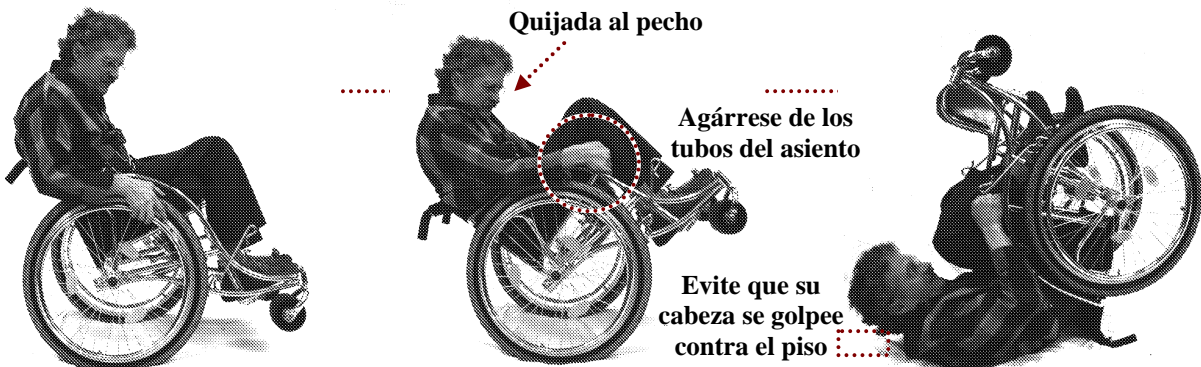 Quijada al pecho
Agárrese de los
tubos del asiento
Evite que su
cabeza se golpee
contra el piso